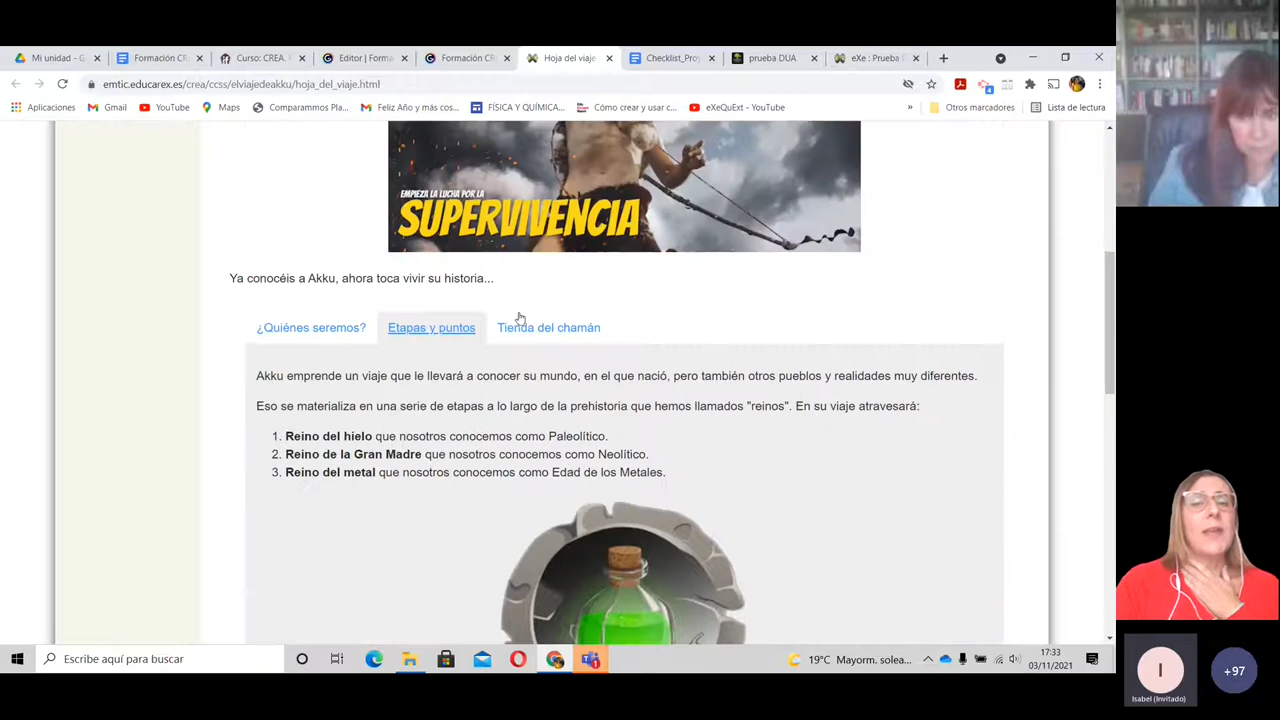 Mi unidad - G
Formación CR
Curso: CREA. F
Editor | Forma
Formación CR
Hoja del viaje
Checklist_Proy
prueba DUA
eXe : Prueba
emtic.educarex.es/crea/ccss/elviajedeakku/hoja_del_viaje.html
4
Aplicaciones
Gmail
YouTube
Maps
Comparammos Plan...
Feliz Año y más cos...
FÍSICA Y QUÍMICA...
Cómo crear y usar c...
eXeQuExt - YouTube
»
Otros marcadores
Lista de lectura
EMPIEZA LA LUCHA POR LA
SUPERVIVENCIA
Ya conocéis a Akku, ahora toca vivir su historia...
¿Quiénes seremos?
Etapas y puntos
Tienda del chamán
Akku emprende un viaje que le llevará a conocer su mundo, en el que nació, pero también otros pueblos y realidades muy diferentes.
Eso se materializa en una serie de etapas a lo largo de la prehistoria que hemos llamados "reinos". En su viaje atravesará:
1. Reino del hielo que nosotros conocemos como Paleolítico.
2. Reino de la Gran Madre que nosotros conocemos como Neolítico.
3. Reino del metal que nosotros conocemos como Edad de los Metales.
Escribe aquí para buscar
19°C Mayorm. solea...
17:33
03/11/2021
I
Isabel (Invitado)
+97